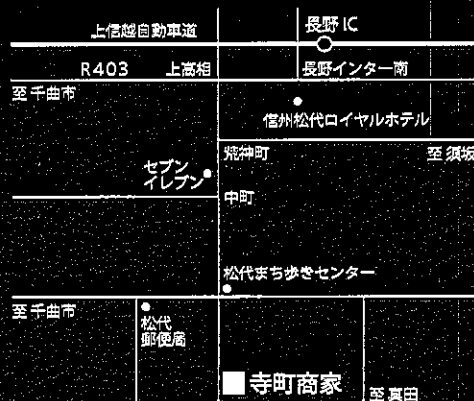 上信越自動車道
長野 IC
R403
上高相
長野インター南
至 千曲市
信州松代ロイヤルホテル
荒神町
至 須坂
セブン
イレブン
中町
松代まち歩きセンター
至 千曲市
松代
郵便局
寺町商家
至 真田